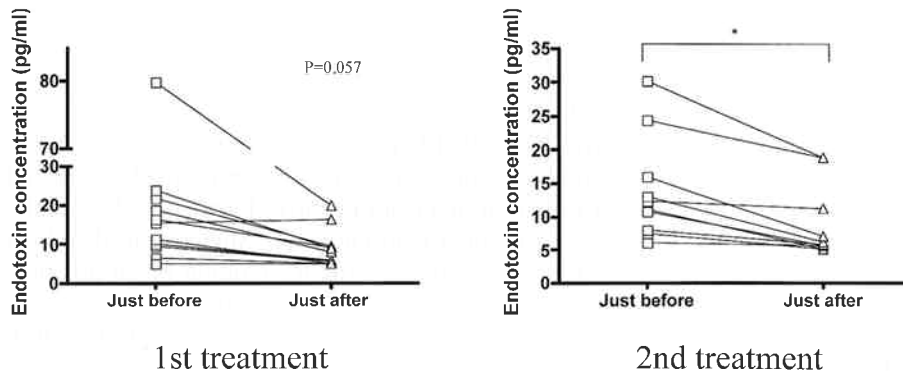 Endotoxin concentration (pg/ml)
80
70
30
20
10
0
P=0.057
Just before
Just after
1st treatment
Endotoxin concentration (pg/ml)
35
30
25
20
15
10
5
0
*
Just before
Just after
2nd treatment